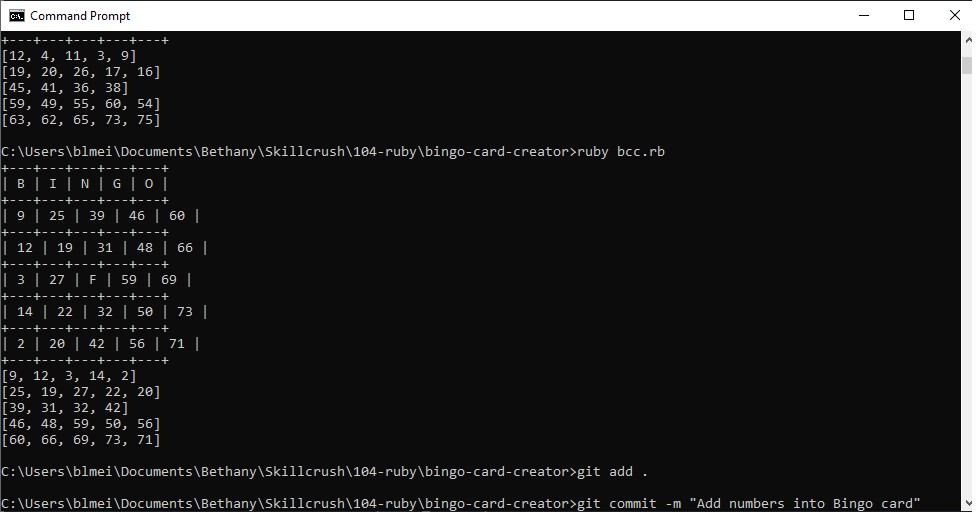 Command Prompt
+---+---+---+---+---+
[12, 4, 11, 3, 9]
[19, 20, 26, 17, 16]
[45, 41, 36, 38]
[59, 49, 55, 60, 54]
[63, 62, 65, 73, 75]
C:\Users\blmei\Documents\Bethany\Skillcrush\104-ruby\bingo-card-creator>ruby bcc.rb
+---+---+---+---+---+
| B | I | N | G | O |
+---+---+---+---+---+
| 9 | 25 | 39 | 46 | 60 |
+---+---+---+---+---+
| 12 | 19 | 31 | 48 | 66 |
+---+---+---+---+---+
| 3 | 27 | F | 59 | 69 |
+---+---+---+---+---+
| 14 | 22 | 32 | 50 | 73 |
+---+---+---+---+---+
| 2 | 20 | 42 | 56 | 71 |
+---+---+---+---+---+
[9, 12, 3, 14, 2]
[25, 19, 27, 22, 20]
[39, 31, 32, 42]
[46, 48, 59, 50, 56]
[60, 66, 69, 73, 71]
C:\Users\blmei\Documents\Bethany\Skillcrush\104-ruby\bingo-card-creator>git add .
C:\Users\blmei\Documents\Bethany\Skillcrush\104-ruby\bingo-card-creator>git commit -m "Add numbers into Bingo card"